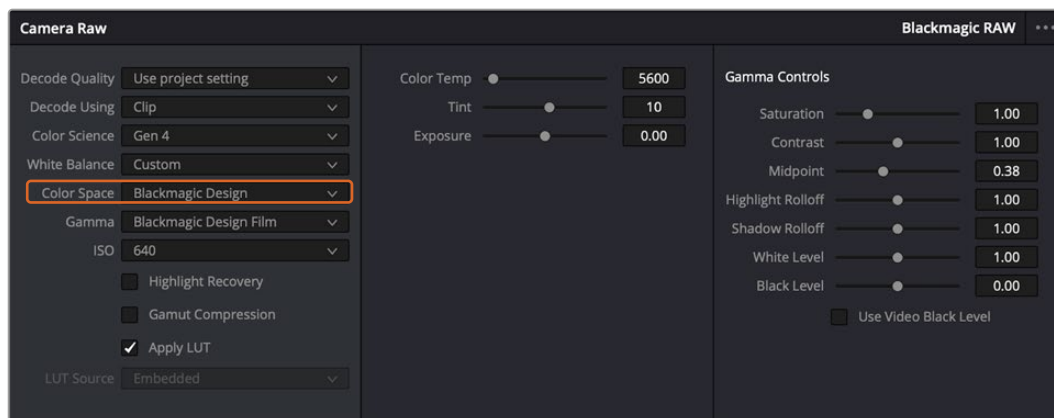 Camera Raw Blackmagic RAW
Decode Quality Use project setting
Decode Using Clip
Color Science Gen 4
White Balance Custom
Color Space Blackmagic Design
Gamma Blackmagic Design Film
ISO 640
Highlight Recovery
Gamut Compression
Apply LUT
LUT Source Embedded
Color Temp 5600
Tint 10
Exposure 0.00
Gamma Controls
Saturation 1.00
Contrast 1.00
Midpoint 0.38
Highlight Rolloff 1.00
Shadow Rolloff 1.00
White Level 1.00
Black Level 0.00
Use Video Black Level